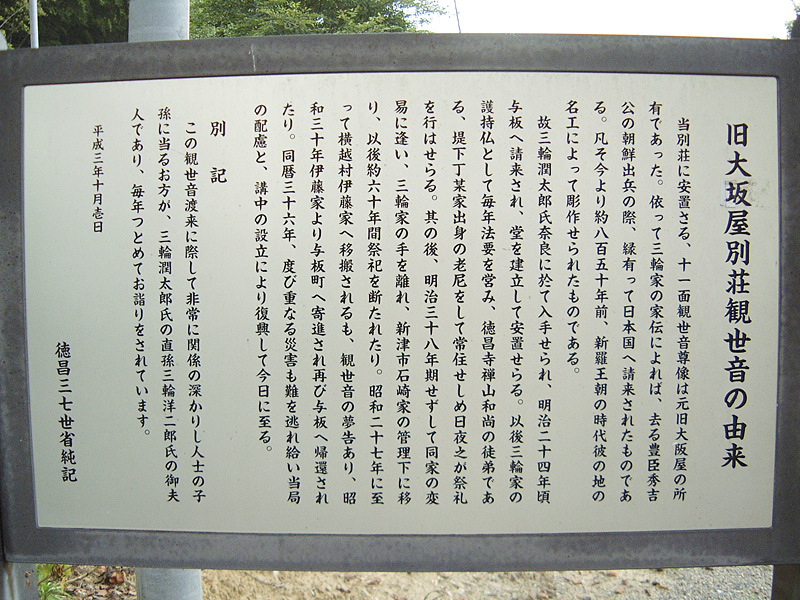 旧大坂屋別荘観世音の由来
当別荘に安置さる、十一面観世音尊像は元旧大阪屋の所
有であった。依って三輪家の家伝によれば、去る豊臣秀吉
公の朝鮮出兵の際、縁有って日本国へ請来されたものであ
る。凡そ今より約八百五十年前、新羅王朝の時代彼の地の
名工によって彫作せられたものである。
故三輪潤太郎氏奈良に於て入手せられ、明治二十四年頃
与板へ請来され、堂を建立して安置せらる。以後三輪家の
護持仏として毎年法要を営み、徳昌寺禅山和尚の徒弟であ
る、堤下丁某家出身の老尼をして常住せしめ日夜之が祭礼
を行はせらる。其の後、明治三十八年期せずして同家の変
易に逢い、三輪家の手を離れ、新津市石崎家の管理下に移
り、以後約六十年間祭祀を断たれたり。昭和二十七年に至
って横越村伊藤家へ移搬されるも、観世音の夢告あり、昭
和三十年伊藤家より与板町へ寄進され再び与板へ帰還され
たり。同暦三十六年、度び重なる災害も難を逃れ給い当局
の配慮と、講中の設立により復興して今日に至る。
別記
この観世音渡来に際して非常に関係の深かりし人士の子
孫に当るお方が、三輪潤太郎氏の直孫三輪洋二郎氏の御夫
人であり、毎年つとめてお詣りをされています。
平成三年十月壱日
徳昌三七世省純記